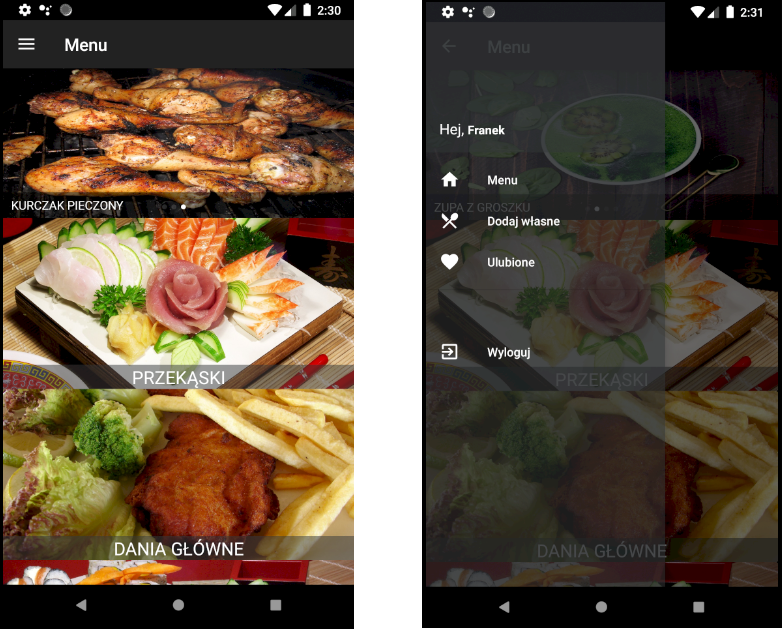 2:30
Menu
KURCZAK PIECZONY
PRZEKĄSKI
DANIA GŁÓWNE
2:31
Menu
Hej, Franek
Menu
ZUPA Z GROSZKU
Dodaj własne
Ulubione
Wyloguj
PRZEKĄSKI
DANIA GŁÓWNE